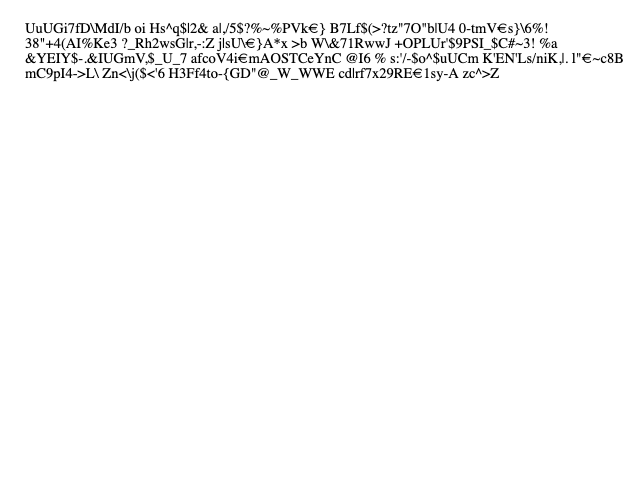 UuUGi7fD\MdI/b oi Hs^q$|2& a|,/5$?%~%PVk€} B7Lf$(>?tz"7O"b|U4 0-tmV€s}\6%!
38"+4(AI%Ke3 ?_Rh2wsG|r,-:Z j|sU\€}A*x >b W\&71RwwJ +OPLUr'$9PSI_$C#~3! %a
&YEIY$-.&IUGmV,$_U_7 afcoV4i€mAOSTCeYnC @I6 % s:'/-$o^$uUCm K'EN'Ls/niK,|. l"€~c8B
mC9pI4->L\ Zn<\j($<'6 H3Ff4to-{GD"@_W_WWE cd|rf7x29RE€1sy-A zc^>Z